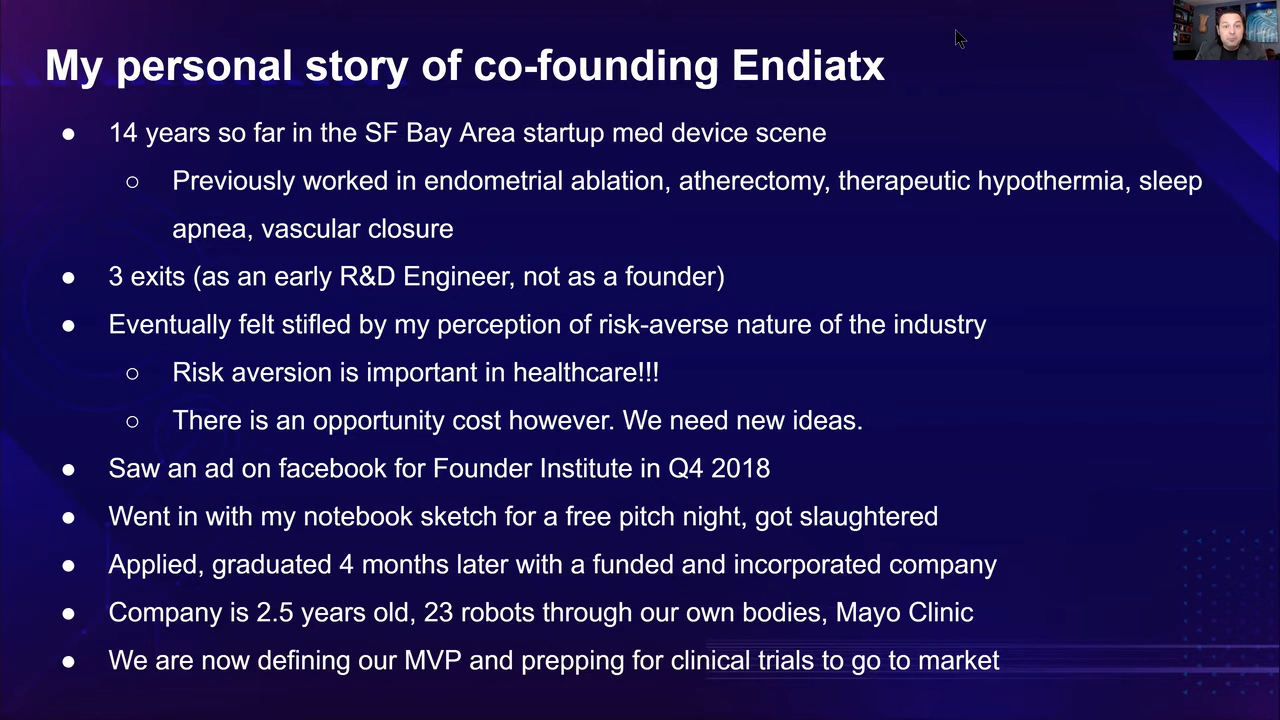 My personal story of co-founding Endiatx
● 14 years so far in the SF Bay Area startup med device scene
○ Previously worked in endometrial ablation, atherectomy, therapeutic hypothermia, sleep
apnea, vascular closure
● 3 exits (as an early R&D Engineer, not as a founder)
● Eventually felt stifled by my perception of risk-averse nature of the industry
○ Risk aversion is important in healthcare!!!
○ There is an opportunity cost however. We need new ideas.
● Saw an ad on facebook for Founder Institute in Q4 2018
● Went in with my notebook sketch for a free pitch night, got slaughtered
● Applied, graduated 4 months later with a funded and incorporated company
● Company is 2.5 years old, 23 robots through our own bodies, Mayo Clinic
● We are now defining our MVP and prepping for clinical trials to go to market